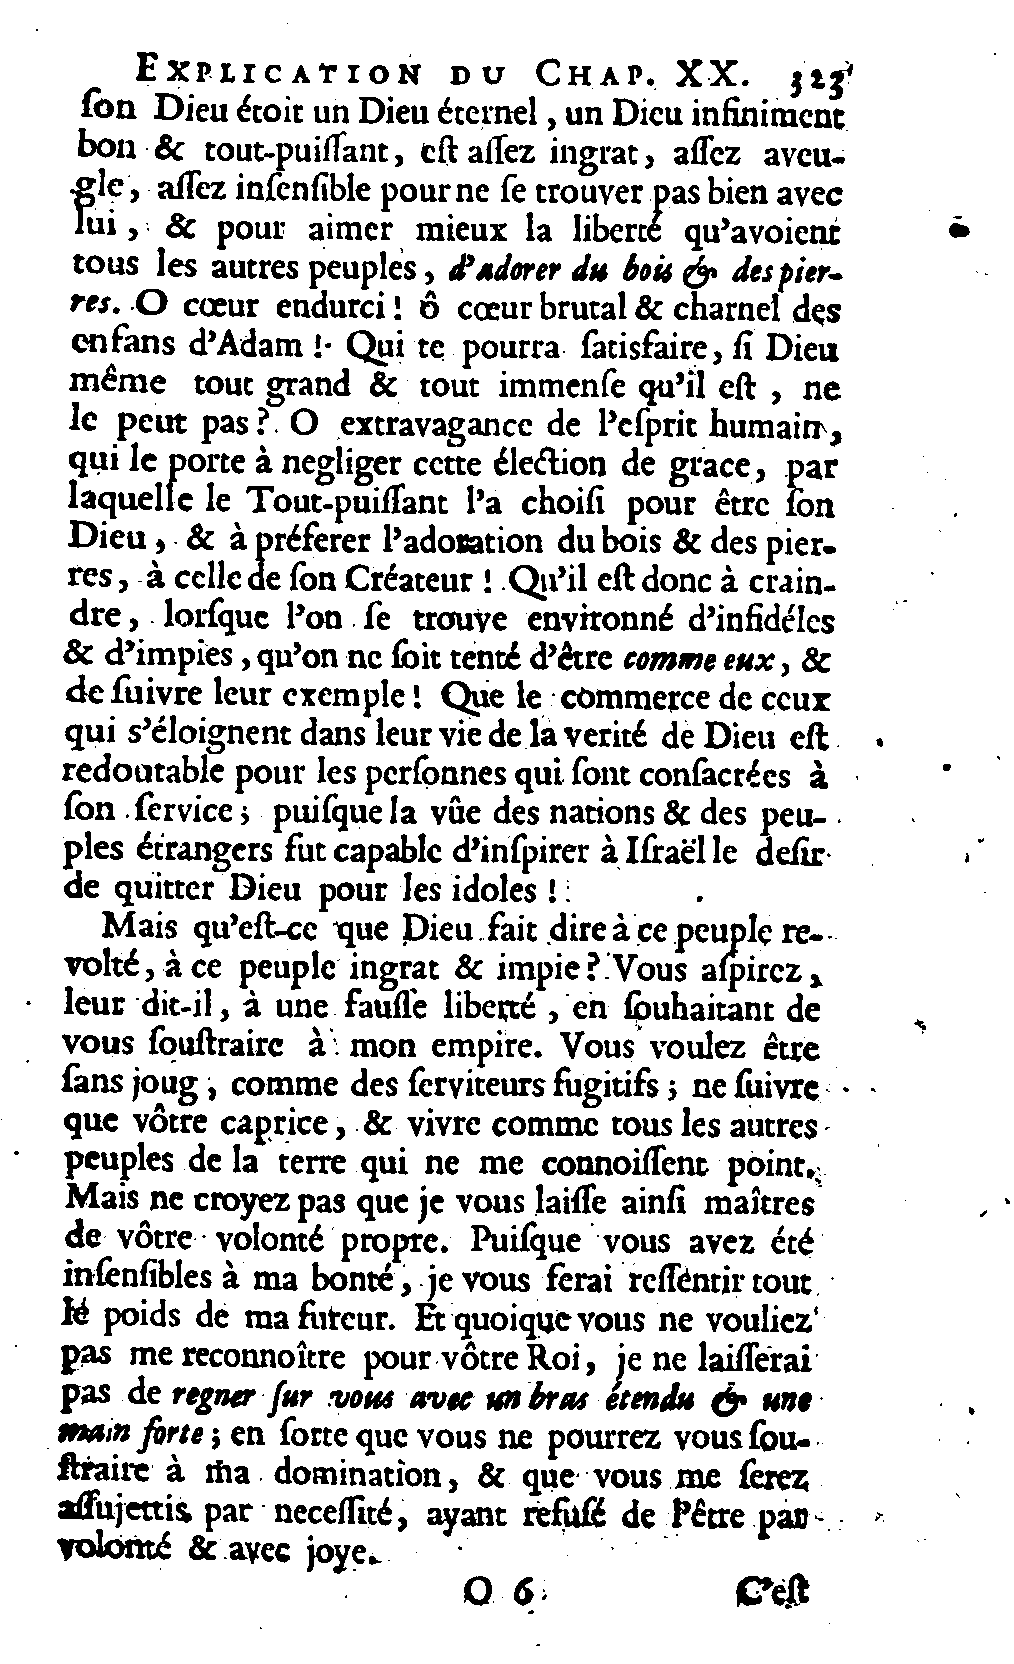 EXPLICATION DU CHAP. XX. 323
ſon Dieu étoit un Dieu éternel, un Dieu infiniment
bon & tout-puiſſant, eſt aſſez ingrat, aſſez aveu-
gle, aſſez inſenſible pour ne ſe trouver pas bien avec
lui, & pour aimer mieux la liberté qu'avoient
tous les autres peuples, d'adorer du bois & des pier-
res. O cœur endurci! ô cœur brutal & charnel des
enfans d'Adam! Qui te pourra ſatisfaire, ſi Dieu
même tout grand & tout immenſe qu'il eſt, ne
le peut pas? O extravagance de l'eſprit humain,
qui le porte à negliger cette élection de grace, par
laquelle le Tout-puiſſant l'a choiſi pour être ſon
Dieu, & à préferer l'adoration du bois & des pier-
res, à celle de ſon Créateur! Qu'il eſt donc à crain-
dre, lorſque l'on ſe trouve environné d'infidéles
& d'impies, qu'on ne ſoit tenté d'être comme eux, &
de ſuivre leur exemple! Que le commerce de ceux
qui s'éloignent dans leur vie de la verité de Dieu eſt
redoutable pour les perſonnes qui ſont conſacrées à
ſon ſervice; puiſque la vûe des nations & des peu-
ples étrangers fut capable d'inſpirer à Iſraël le deſir
de quitter Dieu pour les idoles!
Mais qu'eſt-ce que Dieu fait dire à ce peuple re-
volté, à ce peuple ingrat & impie? Vous aſpirez,
leur dit-il, à une fauſſe liberté, en ſouhaitant de
vous ſouſtraire à mon empire. Vous voulez être
ſans joug, comme des ſerviteurs fugitifs; ne ſuivre
que vôtre caprice, & vivre comme tous les autres
peuples de la terre qui ne me connoiſſent point.
Mais ne croyez pas que je vous laiſſe ainſi maîtres
de vôtre volonté propre. Puiſque vous avez été
inſenſibles à ma bonté, je vous ferai reſſentir tout
le poids de ma fureur. Et quoique vous ne vouliez
pas me reconnoître pour vôtre Roi, je ne laiſſerai
pas de regner ſur vous avec un bras étendu & une
main forte; en ſorte que vous ne pourrez vous ſou-
ſtraire à ma domination, & que vous me ſerez
aſſujettis par neceſſité, ayant refuſé de l'être par
volonté & avec joye.
O 6 C'eſt